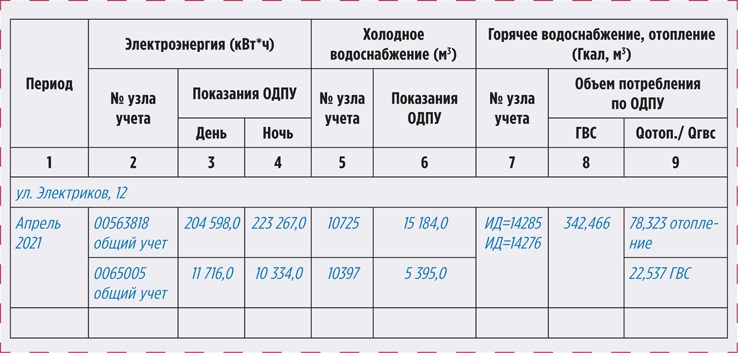 Период
Электроэнергия (кВт*ч)
Холодное
водоснабжение (м³)
Горячее водоснабжение, отопление
(Гкал, м³)
№ узла
учета
Показания ОДПУ
№ узла
учета
Показания
ОДПУ
№ узла
учета
Объем потребления
по ОДПУ
День
Ночь
ГВС
Qотоп./ Qгвс
1 2 3 4 5 6 7 8 9
ул. Электриков, 12
Апрель
2021
00563818
общий учет
204 598,0
223 267,0
10725
15 184,0
ИД=14285
ИД=14276
342,466
78,323 отопле-
ние
0065005
общий учет
11 716,0
10 334,0
10397
5 395,0
22,537 ГВС